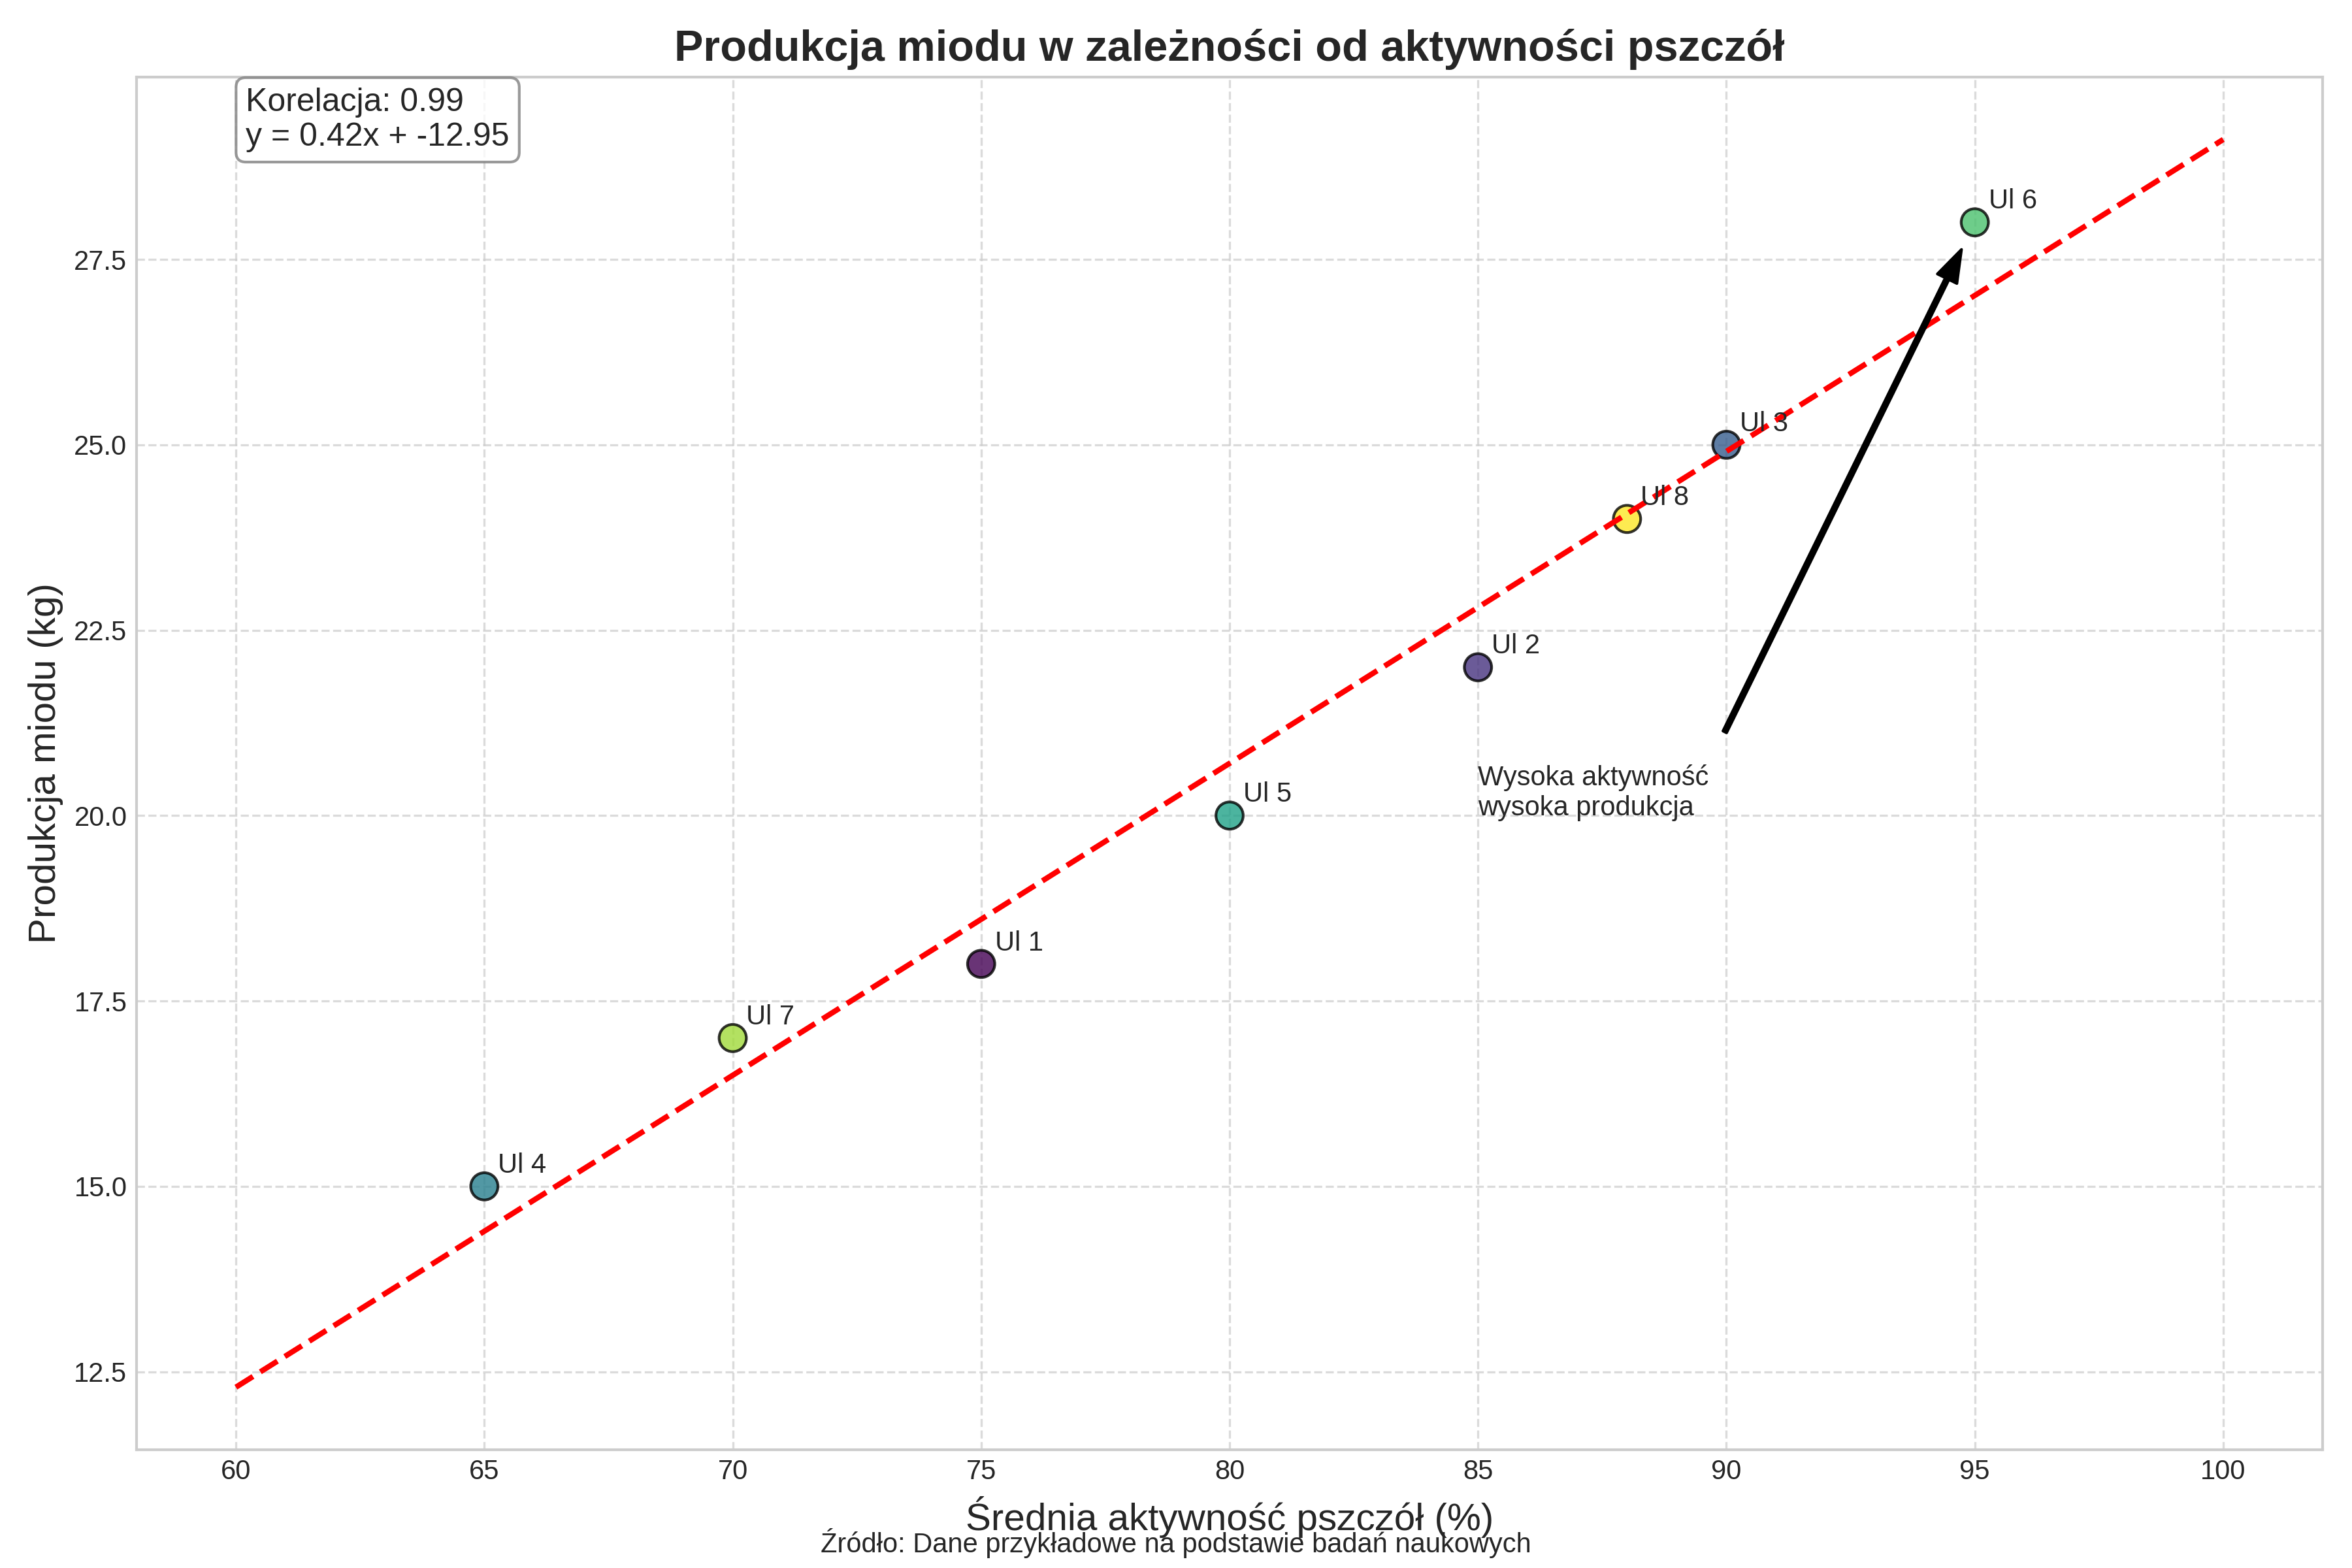 Produkcja miodu w zależności od aktywności pszczół
Korelacja: 0.99
y = 0.42x + -12.95
Ul 6
27.5
Ul 3
25.0
Ul 8
22.5
Ul 2
Wysoka aktywność
wysoka produkcja
Ul 5
20.0
Ul 1
17.5
Ul 7
Ul 4
15.0
12.5
Produkcja miodu (kg)
60 65 70 75 80 85 90 95 100
Średnia aktywność pszczół (%)
Źródło: Dane przykładowe na podstawie badań naukowych